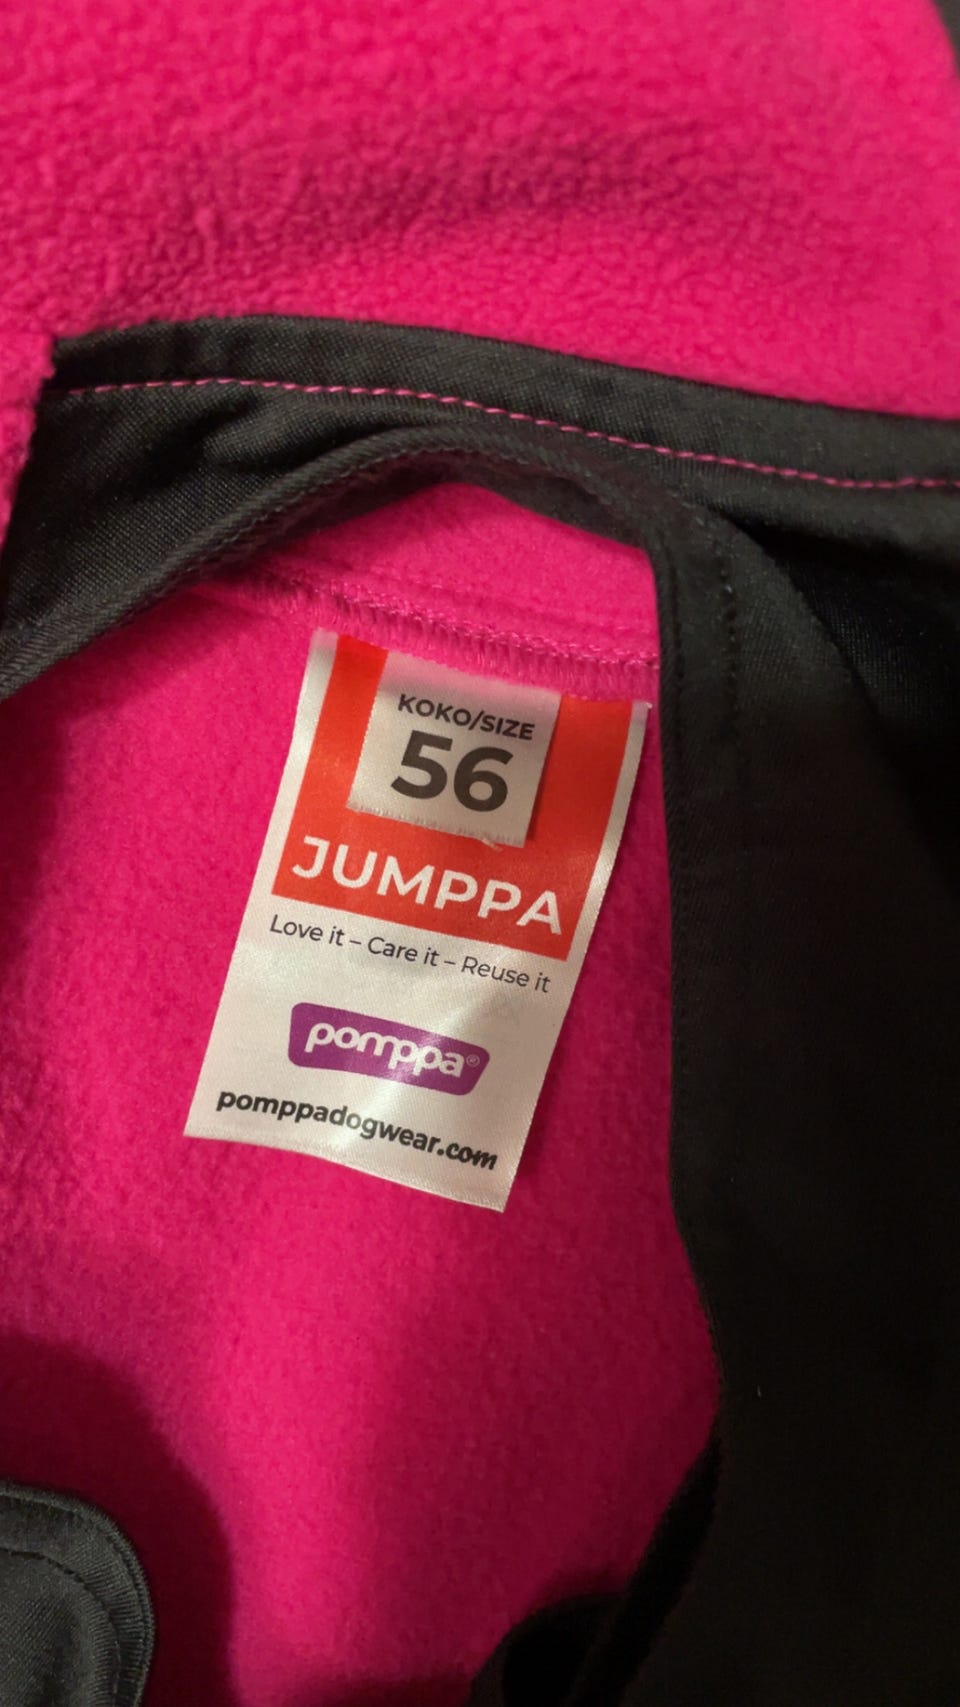 KOKO/SIZE
56
JUMPPA
Love it – Care it – Reuse it
pomppa®
pomppadogwear.com